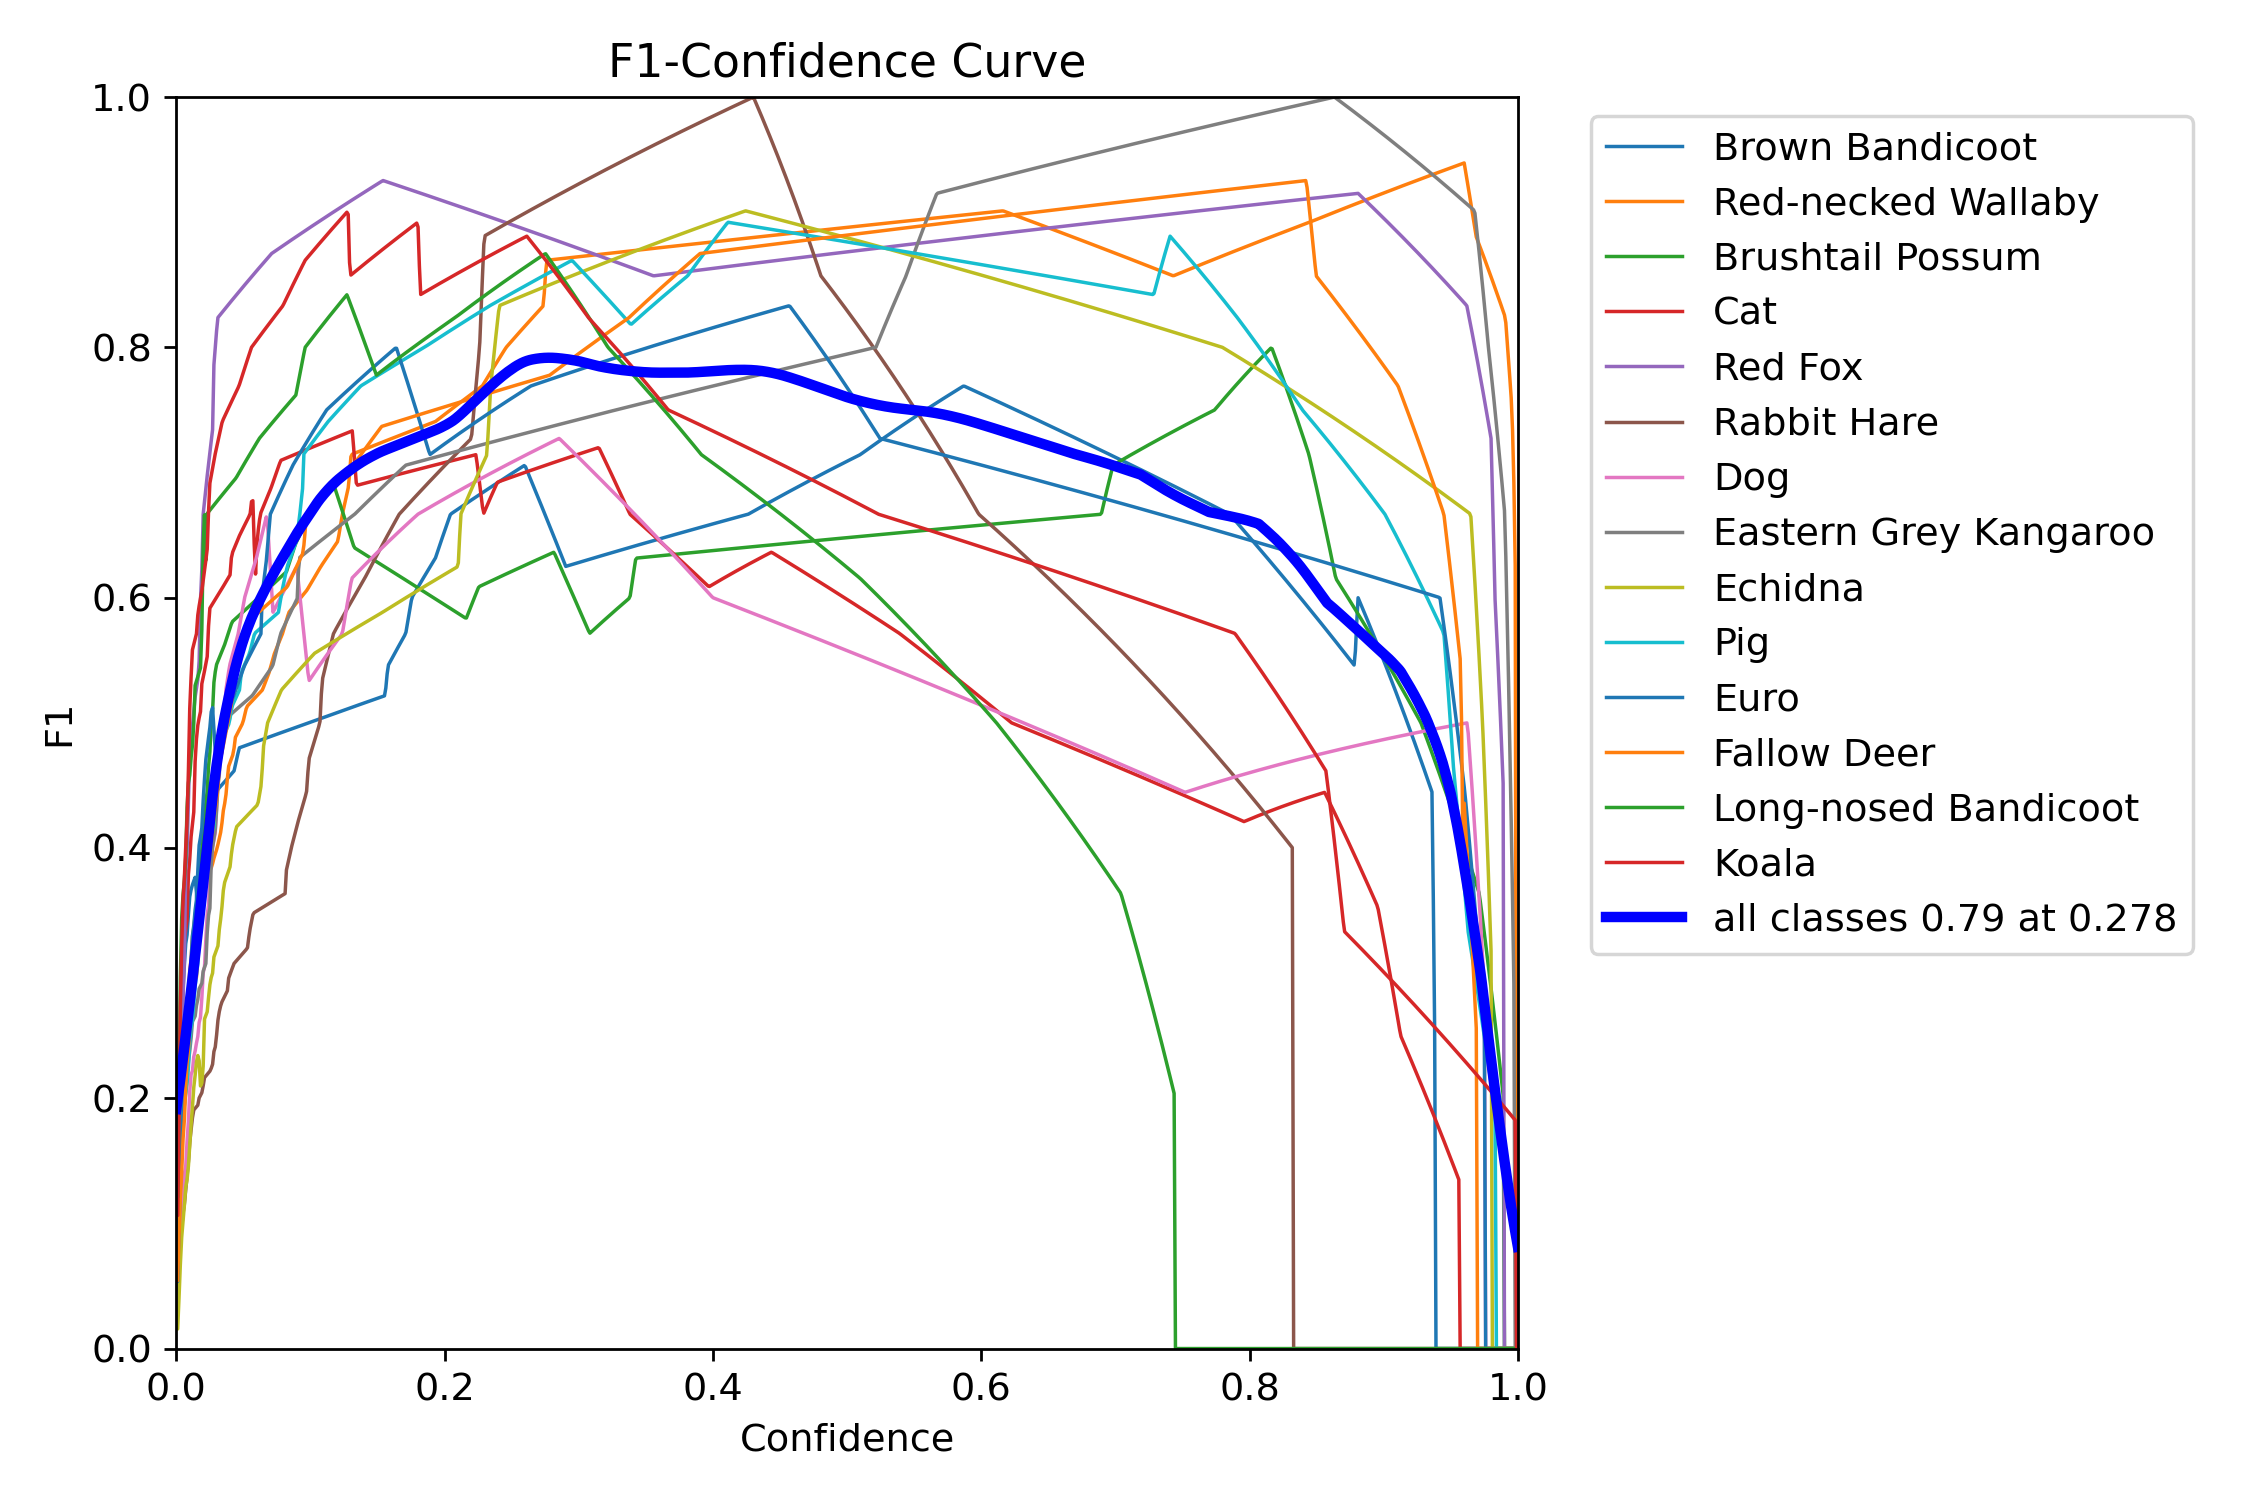 F1-Confidence Curve
1.0
0.8
0.6
0.4
0.2
0.0
F1
0.0 0.2 0.4 0.6 0.8 1.0
Confidence
Brown Bandicoot
Red-necked Wallaby
Brushtail Possum
Cat
Red Fox
Rabbit Hare
Dog
Eastern Grey Kangaroo
Echidna
Pig
Euro
Fallow Deer
Long-nosed Bandicoot
Koala
all classes 0.79 at 0.278